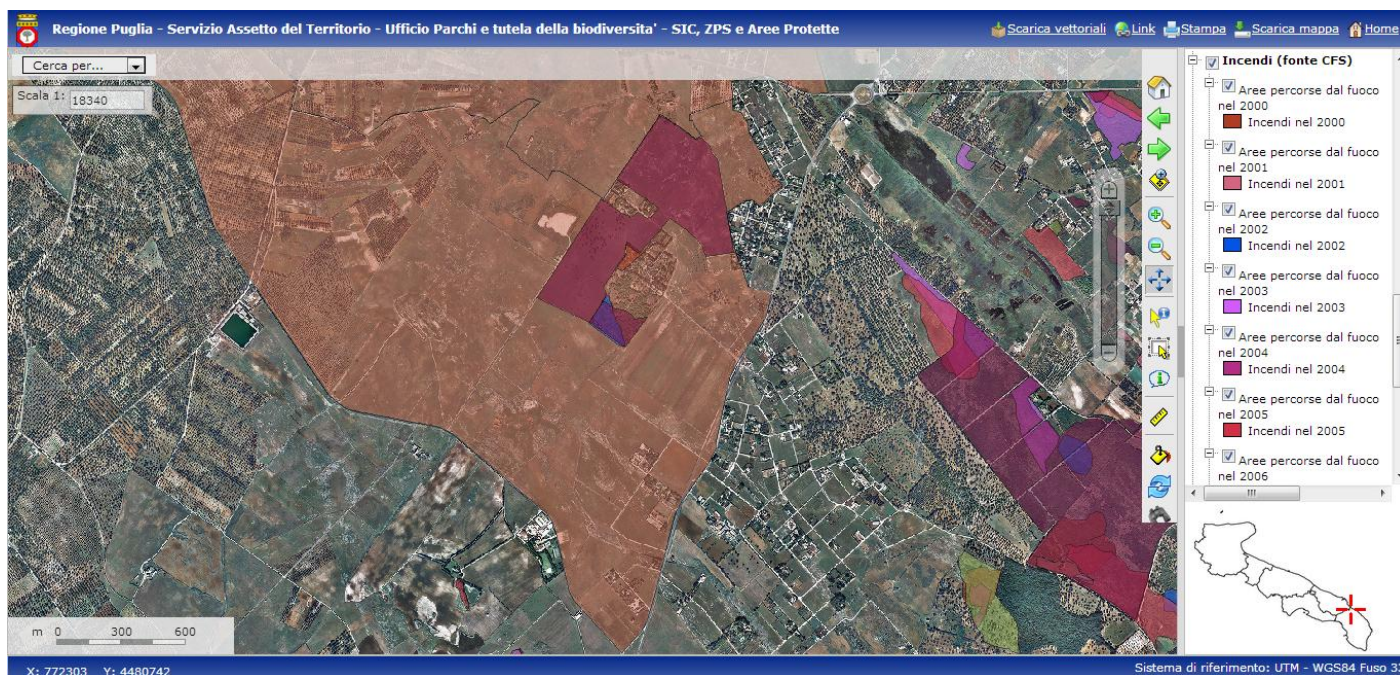 Regione Puglia - Servizio Assetto del Territorio - Ufficio Parchi e tutela della biodiversita' - SIC, ZPS e Aree Protette
Scarica vettoriali Link Stampa Scarica mappa Home
Cerca per...
Scala 1: 18340
Incendi (fonte CFS)
Aree percorse dal fuoco
nel 2000
Incendi nel 2000
Aree percorse dal fuoco
nel 2001
Incendi nel 2001
Aree percorse dal fuoco
nel 2002
Incendi nel 2002
Aree percorse dal fuoco
nel 2003
Incendi nel 2003
Aree percorse dal fuoco
nel 2004
Incendi nel 2004
Aree percorse dal fuoco
nel 2005
Incendi nel 2005
Aree percorse dal fuoco
nel 2006
m 0 300 600
X: 772303 Y: 4480742
Sistema di riferimento: UTM - WGS84 Fuso